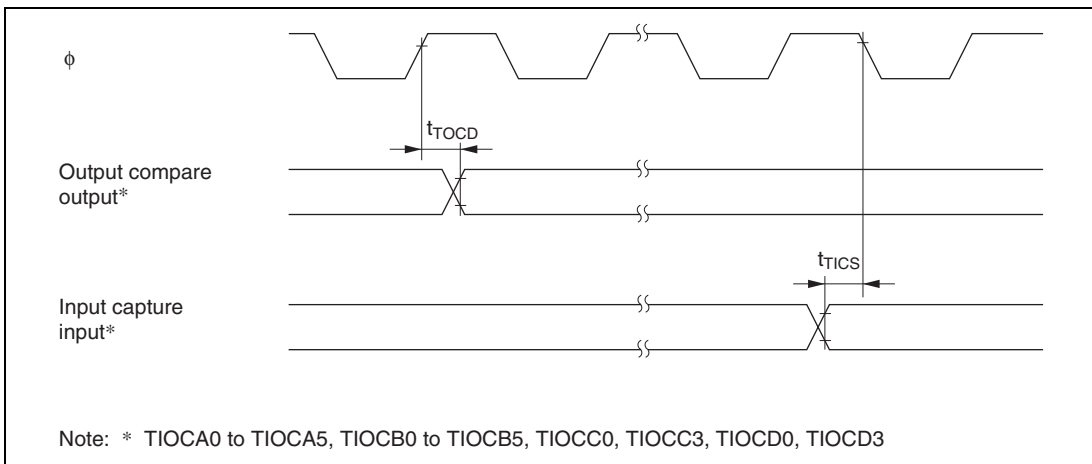 ϕ
tTOCD
Output compare
output*
tTICS
Input capture
input*
Note: * TIOCA0 to TIOCA5, TIOCB0 to TIOCB5, TIOCC0, TIOCC3, TIOCD0, TIOCD3